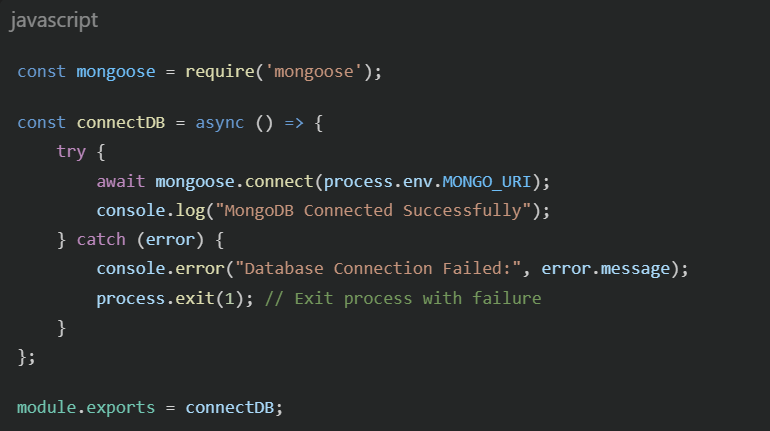 javascript
const mongoose = require('mongoose');
const connectDB = async () => {
    try {
        await mongoose.connect(process.env.MONGO_URI);
        console.log("MongoDB Connected Successfully");
    } catch (error) {
        console.error("Database Connection Failed:", error.message);
        process.exit(1); // Exit process with failure
    }
};
module.exports = connectDB;